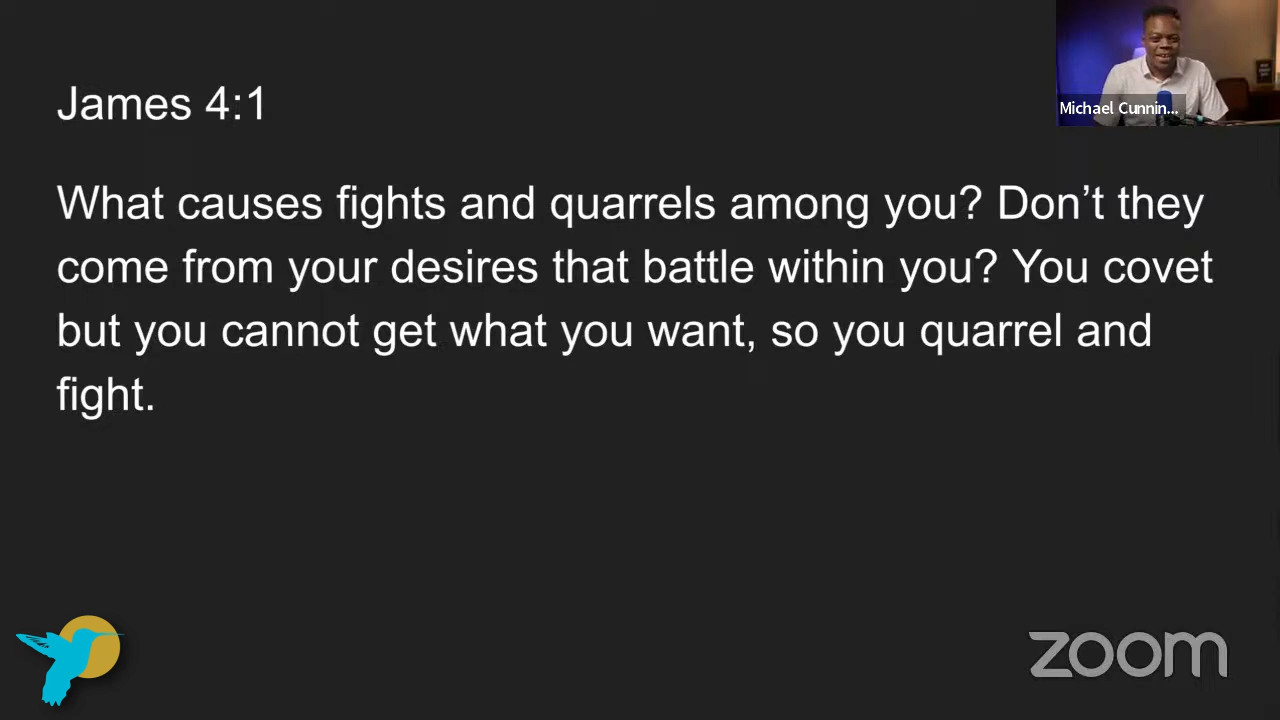 James 4:1
Michael Cunnin...
What causes fights and quarrels among you? Don’t they
come from your desires that battle within you? You covet
but you cannot get what you want, so you quarrel and
fight.
zoom